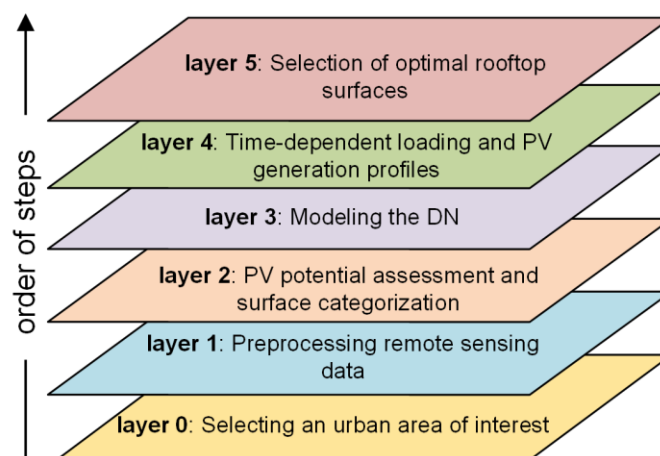 layer 5: Selection of optimal rooftop
surfaces
layer 4: Time-dependent loading and PV
generation profiles
layer 3: Modeling the DN
layer 2: PV potential assessment and
surface categorization
layer 1: Preprocessing remote sensing
data
layer 0: Selecting an urban area of interest
order of steps